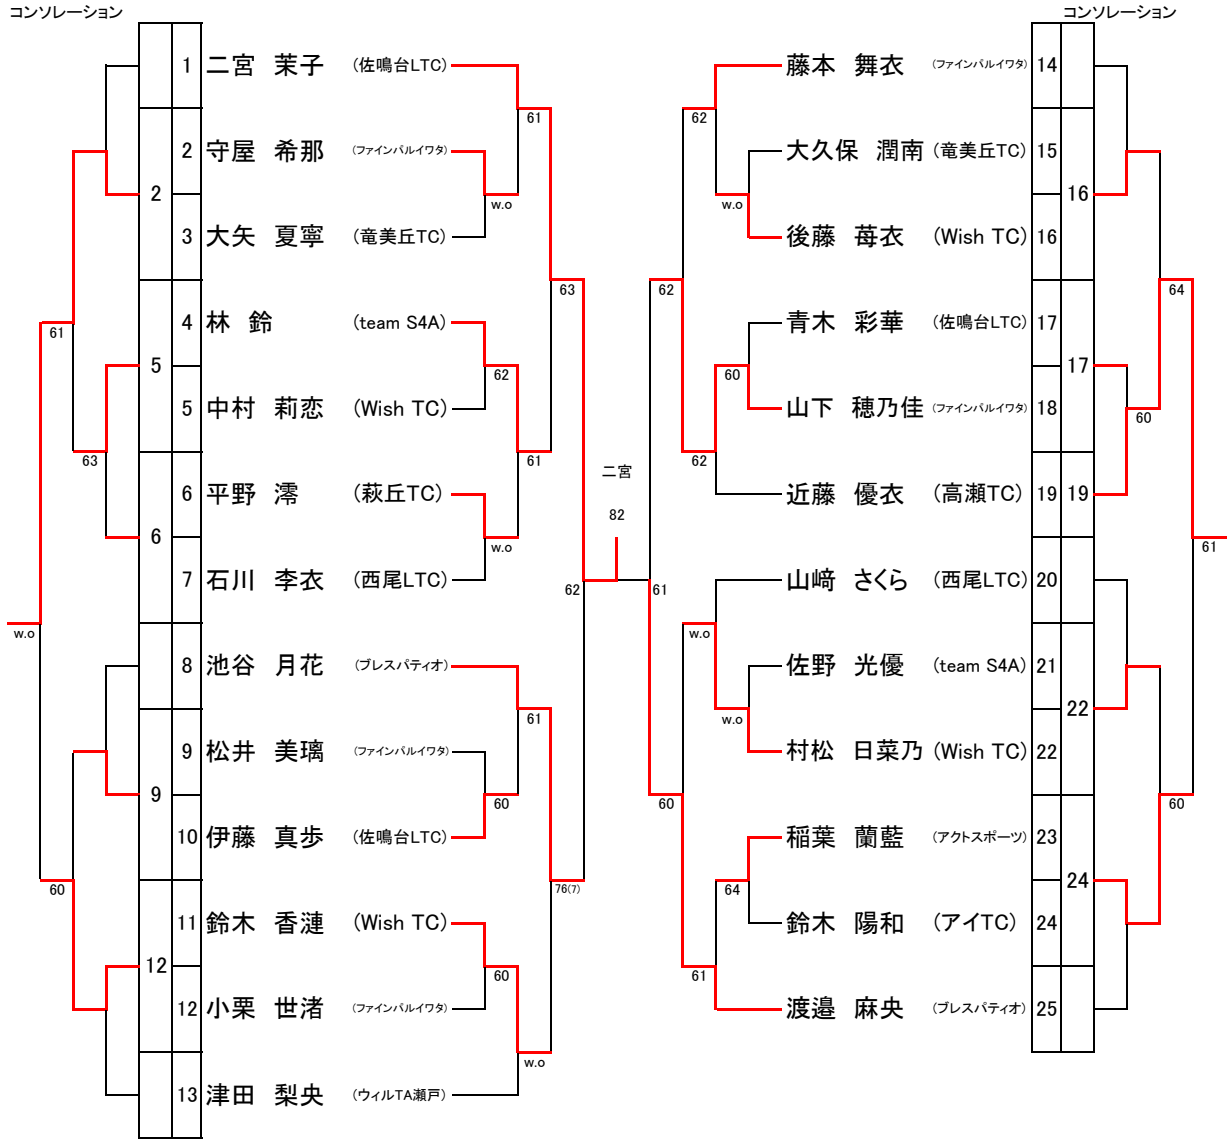 コンソレーション
1 二宮 茉子 (佐鳴台LTC)
61
2 守屋 希那 (ファインバルイワタ)
2
w.o
3 大矢 夏寧 (竜美丘TC)
63
4 林 鈴 (team S4A)
61
5
62
5 中村 莉恋 (Wish TC)
63
61
6 平野 澪 (萩丘TC)
6
w.o
7 石川 李衣 (西尾LTC)
62
w.o
8 池谷 月花 (ブレスパティオ)
61
9 松井 美璃 (ファインバルイワタ)
9
60
10 伊藤 真歩 (佐鳴台LTC)
60
76(7)
11 鈴木 香漣 (Wish TC)
12
60
12 小栗 世渚 (ファインバルイワタ)
w.o
13 津田 梨央 (ウィルTA瀬戸)
二宮
82
コンソレーション
藤本 舞衣 (ファインバルイワタ) 14
62
大久保 潤南 (竜美丘TC) 15
w.o
16
後藤 苺衣 (Wish TC) 16
62
64
青木 彩華 (佐鳴台LTC) 17
60
17
山下 穂乃佳 (ファインバルイワタ) 18
60
62
近藤 優衣 (高瀬TC) 19 19
61
山﨑 さくら (西尾LTC) 20
61
w.o
佐野 光優 (team S4A) 21
w.o
22
村松 日菜乃 (Wish TC) 22
60
60
稲葉 蘭藍 (アクトスポーツ) 23
64
24
鈴木 陽和 (アイTC) 24
61
渡邉 麻央 (ブレスパティオ) 25